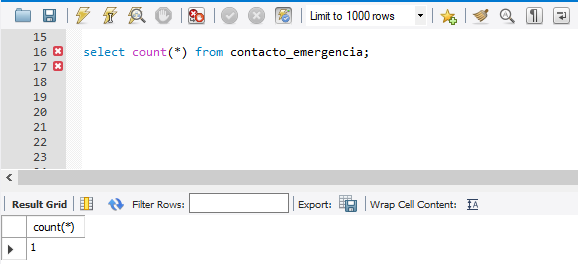 Limit to 1000 rows
15
16 select count(*) from contacto_emergencia;
17
18
19
20
21
22
23
Result Grid Filter Rows: Export: Wrap Cell Content:
count(*)
1